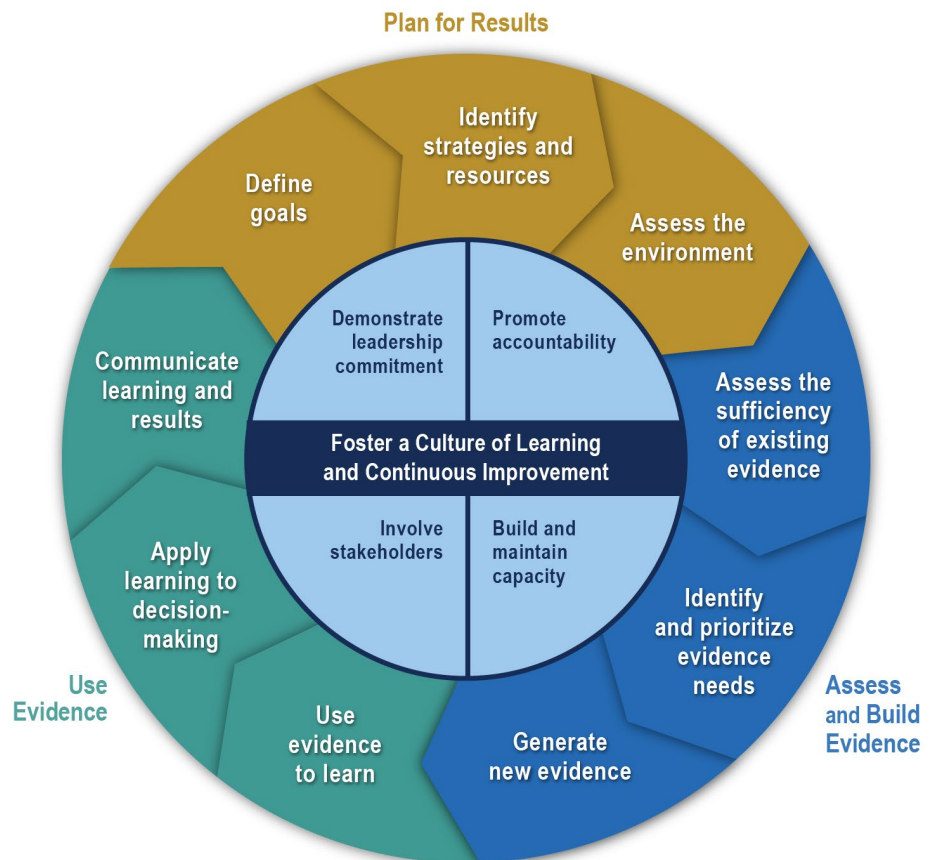 Plan for Results
Define
goals
Identify
strategies and
resources
Assess the
environment
Assess the
sufficiency
of existing
evidence
Identify
and prioritize
evidence
needs
Generate
new evidence
Assess
and Build
Evidence
Use
evidence
to learn
Apply
learning to
decision-
making
Communicate
learning and
results
Use
Evidence
Demonstrate
leadership
commitment
Promote
accountability
Foster a Culture of Learning
and Continuous Improvement
Involve
stakeholders
Build and
maintain
capacity